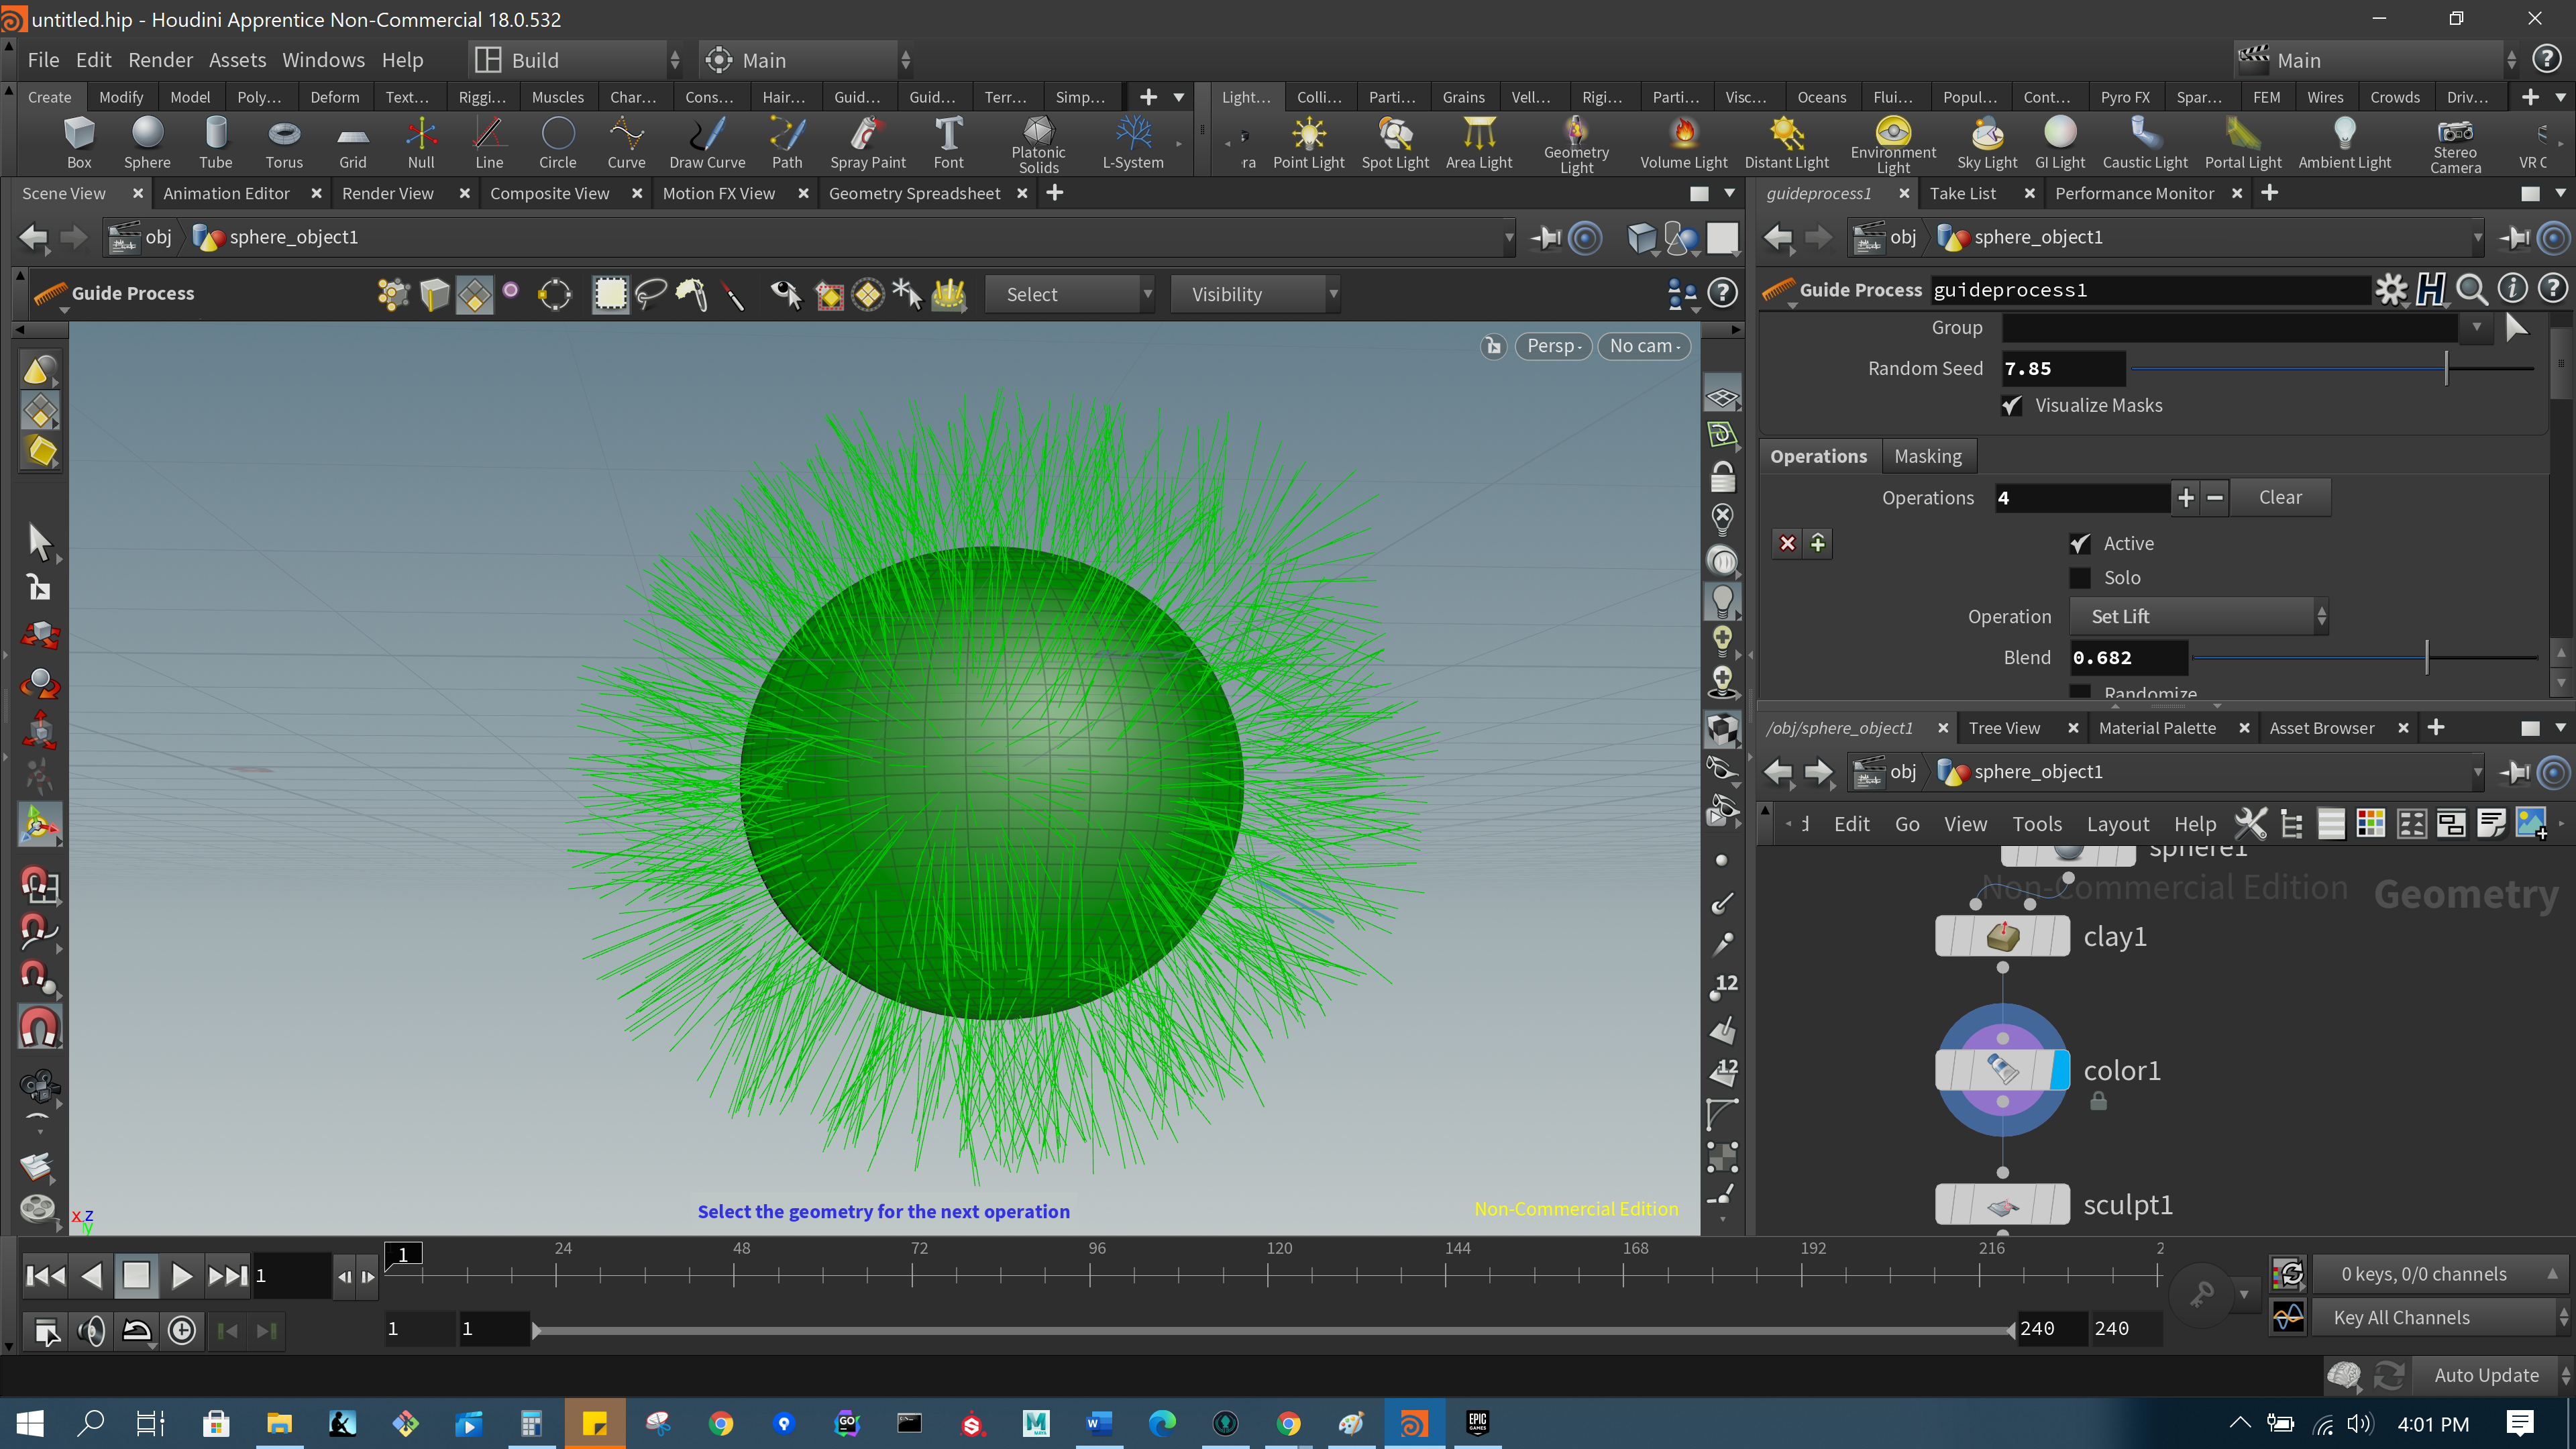 untitled.hip - Houdini Apprentice Non-Commercial 18.0.532
File Edit Render Assets Windows Help Build Main Main
Create Modify Model Poly... Deform Text... Riggi... Muscles Char... Cons... Hair... Guid... Guid... Terr... Simp... Light... Colli... Parti... Grains Vell... Rigi... Parti... Visc... Oceans Flui... Popul... Cont... Pyro FX Spar... FEM Wires Crowds Driv...
Box Sphere Tube Torus Grid Null Line Circle Curve Draw Curve Path Spray Paint Font Platonic Solids L-System Point Light Spot Light Area Light Geometry Light Volume Light Distant Light Environment Light Sky Light GI Light Caustic Light Portal Light Ambient Light Stereo Camera VR C
Scene View Animation Editor Render View Composite View Motion FX View Geometry Spreadsheet
obj sphere_object1
Guide Process Select Visibility
Persp No cam
Select the geometry for the next operation
Non-Commercial Edition
x z
y
guideprocess1 Take List Performance Monitor
obj sphere_object1
Guide Process guideprocess1
Group
Random Seed 7.85
Visualize Masks
Operations Masking
Operations 4 Clear
Active
Solo
Operation Set Lift
Blend 0.682
Randomize
/obj/sphere_object1 Tree View Material Palette Asset Browser
obj sphere_object1
d Edit Go View Tools Layout Help
sphere1
Non-Commercial Edition Geometry
clay1
color1
sculpt1
12
12
1 1 24 48 72 96 120 144 168 192 216 2
0 keys, 0/0 channels
1 1 240 240 Key All Channels
Auto Update
GO
MAYA
W
EPIC GAMES
4:01 PM